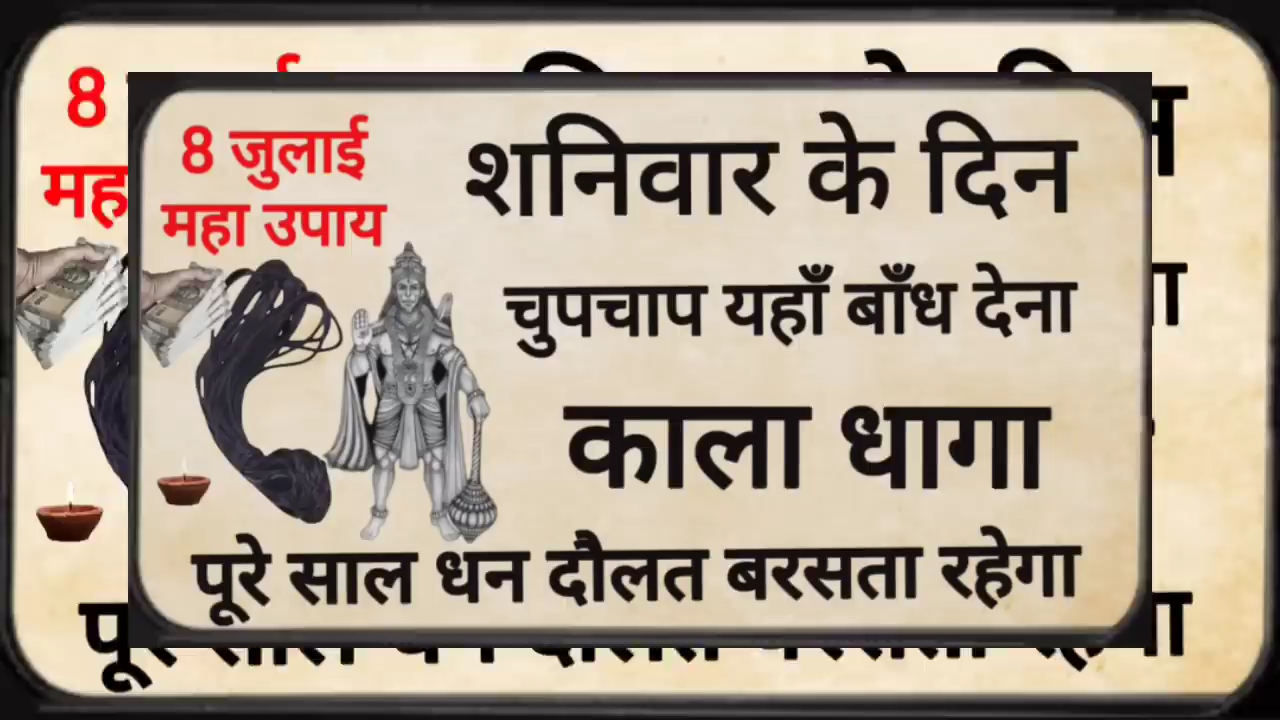 8 जुलाई
महा उपाय
शनिवार के दिन
चुपचाप यहाँ बाँध देना
काला धागा
पूरे साल धन दौलत बरसता रहेगा